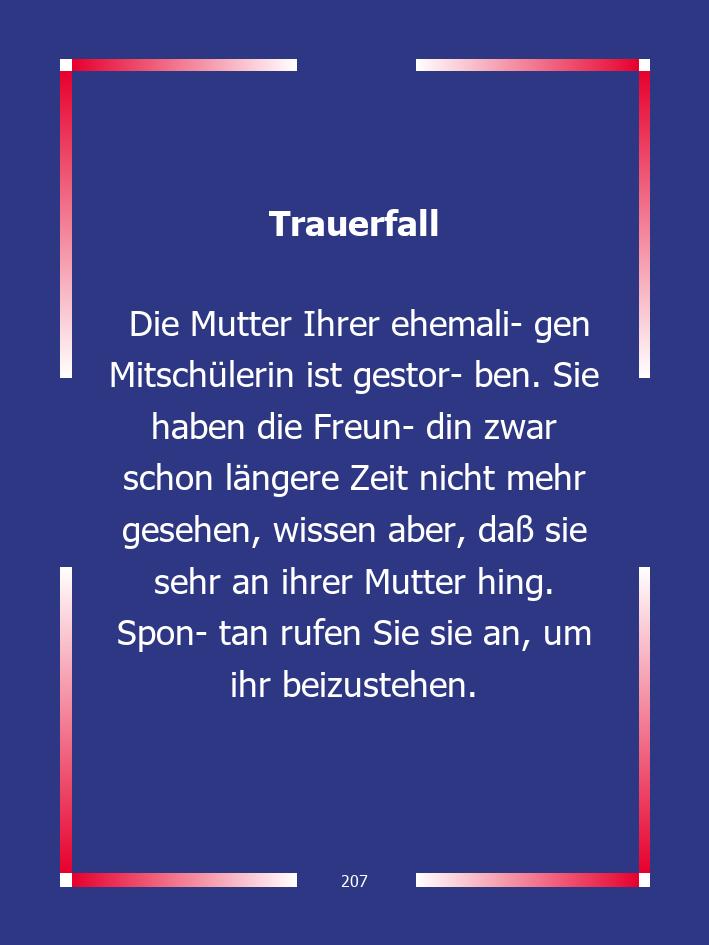 Trauerfall
Die Mutter Ihrer ehemali- gen
Mitschülerin ist gestor- ben. Sie
haben die Freun- din zwar
schon längere Zeit nicht mehr
gesehen, wissen aber, daß sie
sehr an ihrer Mutter hing.
Spon- tan rufen Sie sie an, um
ihr beizustehen.
207